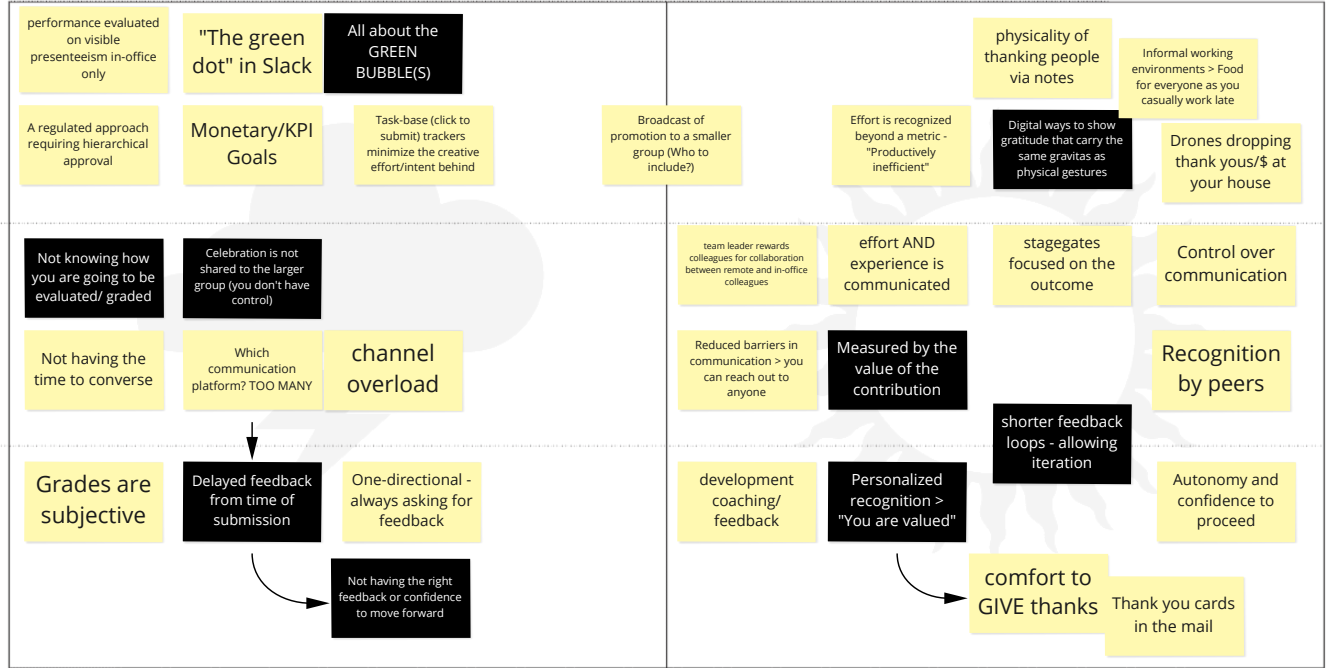 performance evaluated
on visible
presenteeism in-office
only
"The green
dot" in Slack
All about the
GREEN
BUBBLE(S)
A regulated approach
requiring hierarchical
approval
Monetary/KPI
Goals
Task-base (click to
submit) trackers
minimize the creative
effort/intent behind
Broadcast of
promotion to a smaller
group (Who to
include?)
Effort is recognized
beyond a metric -
"Productively
inefficient"
physicality of
thanking people
via notes
Informal working
environments > Food
for everyone as you
casually work late
Digital ways to show
gratitude that carry the
same gravitas as
physical gestures
Drones dropping
thank yous/$ at
your house
Not knowing how
you are going to be
evaluated/ graded
Celebration is not
shared to the larger
group (you don't have
control)
Not having the
time to converse
Which
communication
platform? TOO MANY
channel
overload
team leader rewards
colleagues for collaboration
between remote and in-office
colleagues
effort AND
experience is
communicated
stagegates
focused on the
outcome
Control over
communication
Reduced barriers in
communication > you
can reach out to
anyone
Measured by the
value of the
contribution
Recognition
by peers
shorter feedback
loops - allowing
iteration
Grades are
subjective
Delayed feedback
from time of
submission
One-directional -
always asking for
feedback
Not having the right
feedback or confidence
to move forward
development
coaching/
feedback
Personalized
recognition >
"You are valued"
Autonomy and
confidence to
proceed
comfort to
GIVE thanks
Thank you cards
in the mail